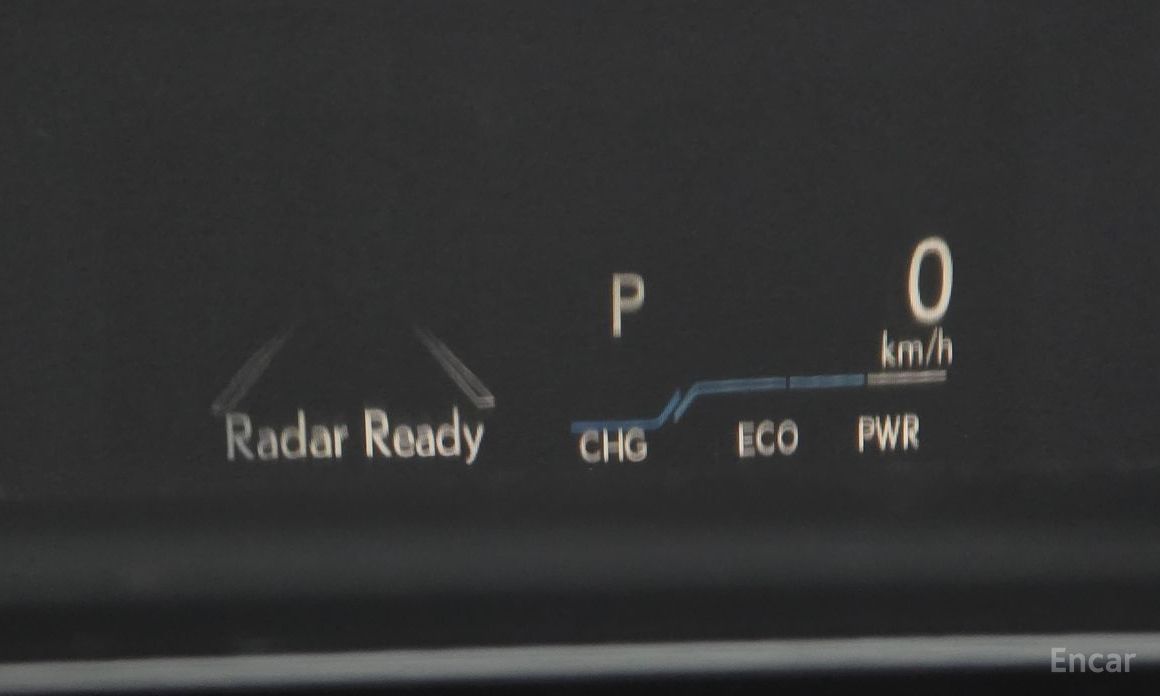 P
0
km/h
Radar Ready
CHG ECO PWR
Encar